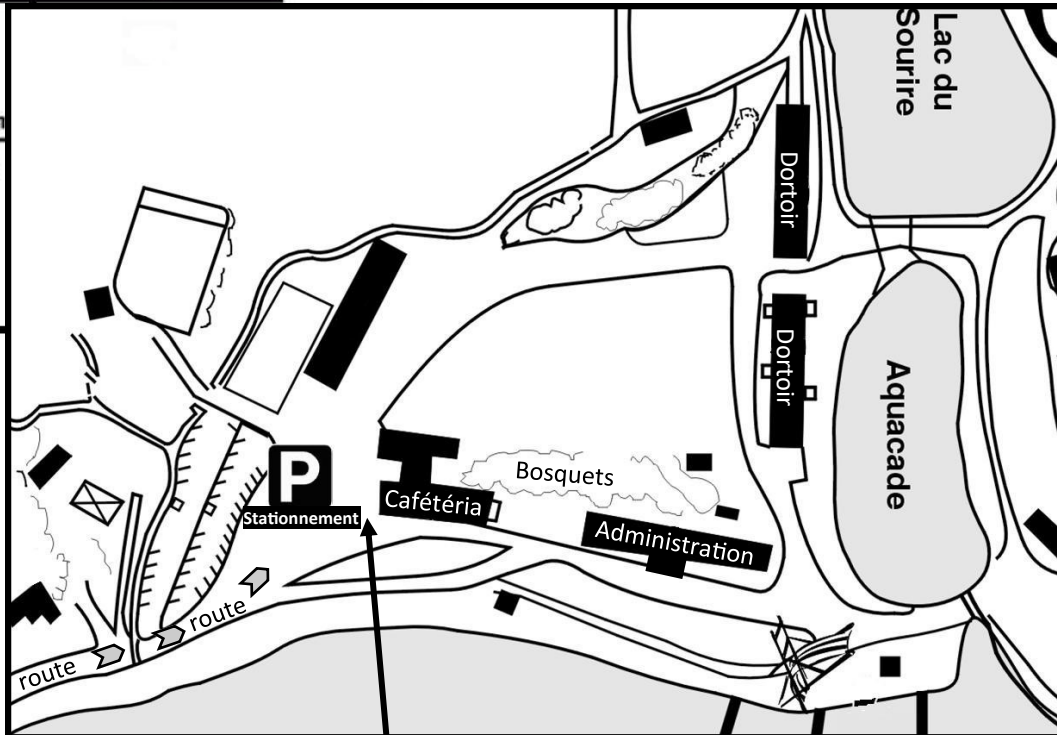 Lac du
Sourire
Dortoir
Dortoir
Aquacade
P
Stationnement
Bosquets
Cafétéria
Administration
route
route